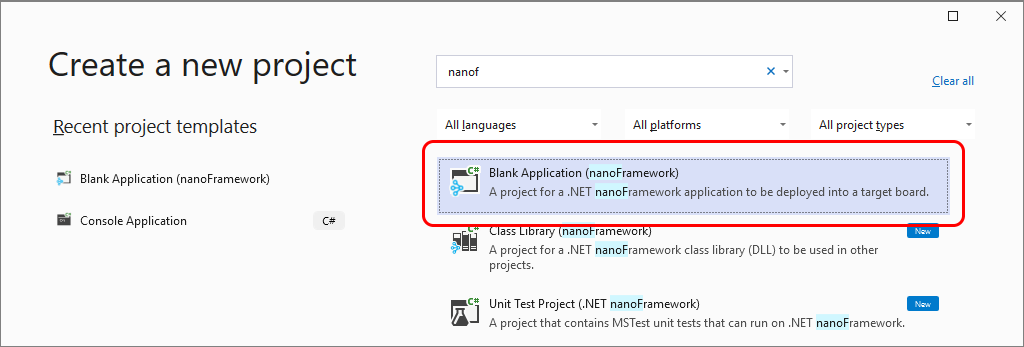 Create a new project
nanof
Clear all
Recent project templates
All languages
All platforms
All project types
Blank Application (nanoFramework)
Console Application
C#
C#
Blank Application (nanoFramework)
A project for a .NET nanoFramework application to be deployed into a target board.
C#
Class Library (nanoFramework)
New
A project for a .NET nanoFramework class library (DLL) to be used in other
projects.
C#
Unit Test Project (.NET nanoFramework)
New
A project that contains MSTest unit tests that can run on .NET nanoFramework.